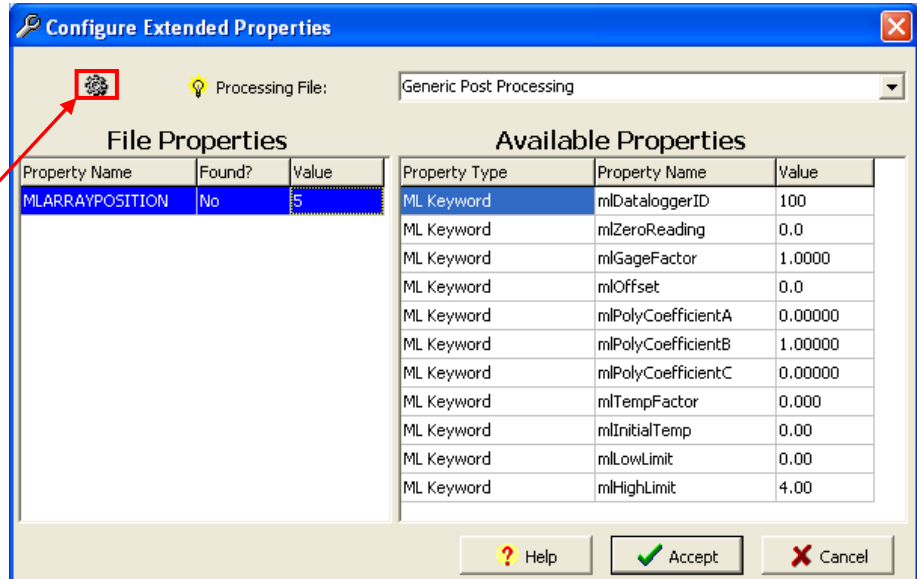 Configure Extended Properties
Processing File: Generic Post Processing
File Properties Available Properties
Property Name Found? Value Property Type Property Name Value
MLARRAYPOSITION No 5 ML Keyword mlDataloggerID 100
ML Keyword mlZeroReading 0.0
ML Keyword mlGageFactor 1.0000
ML Keyword mlOffset 0.0
ML Keyword mlPolyCoefficientA 0.00000
ML Keyword mlPolyCoefficientB 1.00000
ML Keyword mlPolyCoefficientC 0.00000
ML Keyword mlTempFactor 0.000
ML Keyword mlInitialTemp 0.00
ML Keyword mlLowLimit 0.00
ML Keyword mlHighLimit 4.00
? Help Accept Cancel